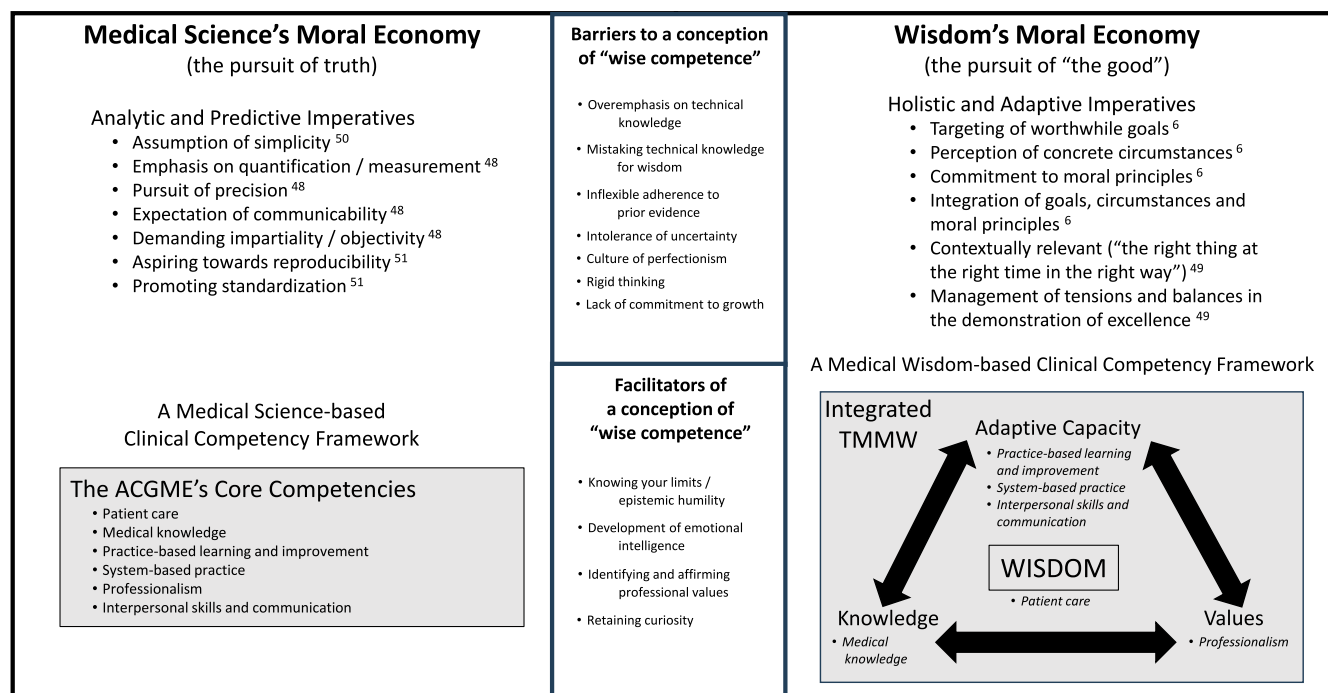 Medical Science's Moral Economy
(the pursuit of truth)
Analytic and Predictive Imperatives
• Assumption of simplicity 50
• Emphasis on quantification / measurement 48
• Pursuit of precision 48
• Expectation of communicability 48
• Demanding impartiality / objectivity 48
• Aspiring towards reproducibility 51
• Promoting standardization 51
A Medical Science-based
Clinical Competency Framework
The ACGME's Core Competencies
• Patient care
• Medical knowledge
• Practice-based learning and improvement
• System-based practice
• Professionalism
• Interpersonal skills and communication
Barriers to a conception
of "wise competence"
• Overemphasis on technical
knowledge
• Mistaking technical knowledge
for wisdom
• Inflexible adherence to
prior evidence
• Intolerance of uncertainty
• Culture of perfectionism
• Rigid thinking
• Lack of commitment to growth
Facilitators of
a conception of
"wise competence"
• Knowing your limits /
epistemic humility
• Development of emotional
intelligence
• Identifying and affirming
professional values
• Retaining curiosity
Wisdom's Moral Economy
(the pursuit of "the good")
Holistic and Adaptive Imperatives
• Targeting of worthwhile goals 6
• Perception of concrete circumstances 6
• Commitment to moral principles 6
• Integration of goals, circumstances and
moral principles 6
• Contextually relevant ("the right thing at
the right time in the right way") 49
• Management of tensions and balances in
the demonstration of excellence 49
A Medical Wisdom-based Clinical Competency Framework
Integrated
TMMW
Adaptive Capacity
• Practice-based learning
and improvement
• System-based practice
• Interpersonal skills and
communication
WISDOM
• Patient care
Knowledge
• Medical
knowledge
Values
• Professionalism